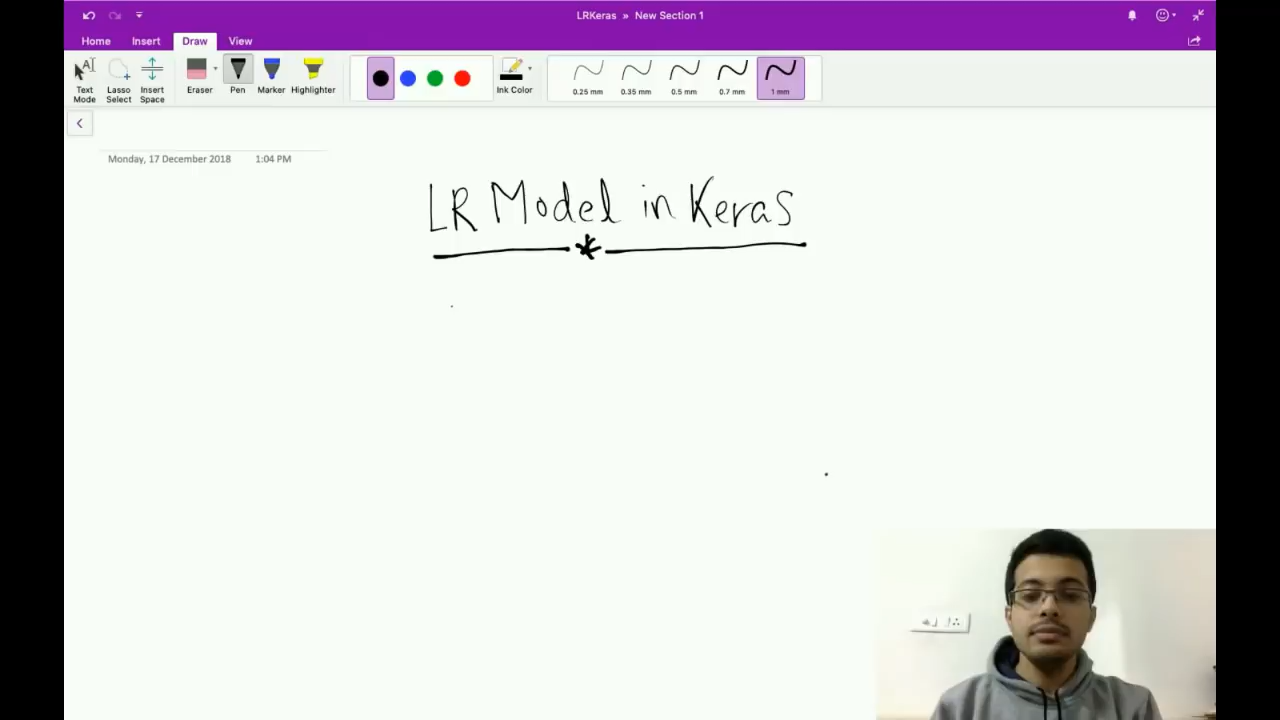 LRKeras » New Section 1
Home Insert Draw View
Text Mode
Lasso Select
Insert Space
Eraser
Pen
Marker
Highlighter
Ink Color
0.25 mm
0.35 mm
0.5 mm
0.7 mm
1 mm
Monday, 17 December 2018 1:04 PM
LR Model in Keras